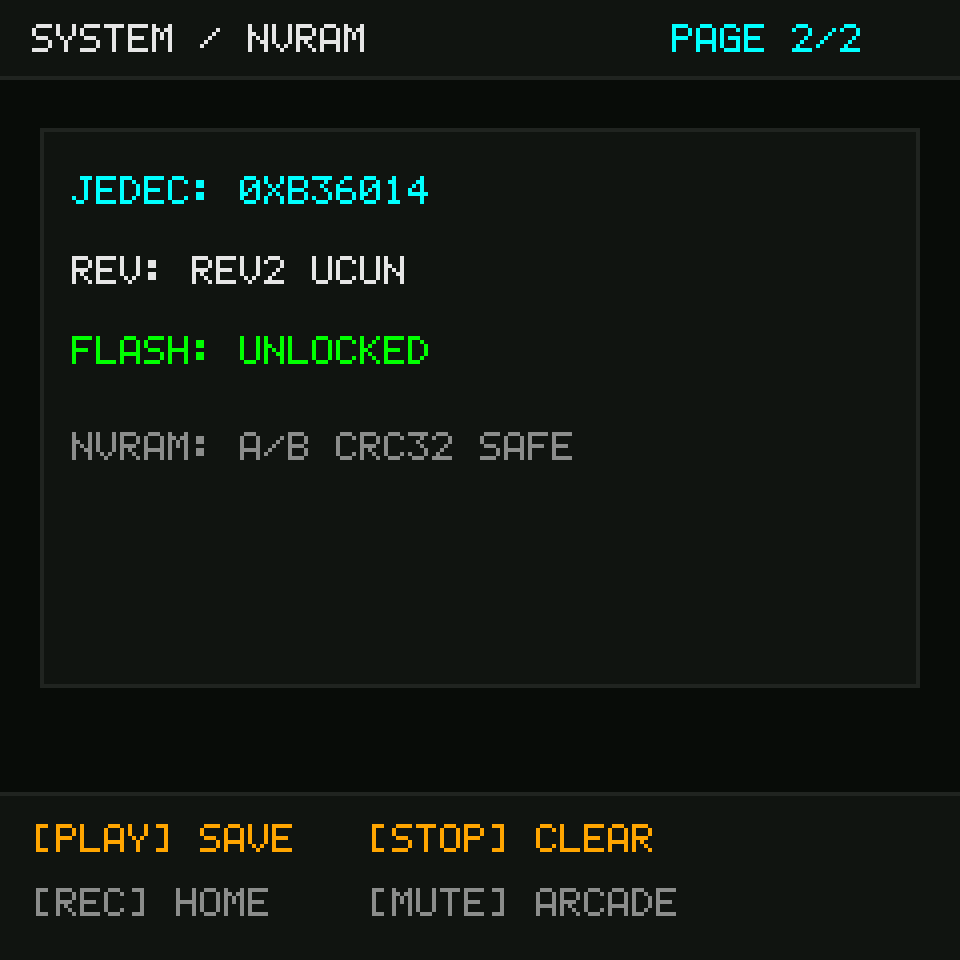 SYSTEM / NVRAM PAGE 2/2
JEDEC: 0XB36014
REV: REV2 UCUN
FLASH: UNLOCKED
NVRAM: A/B CRC32 SAFE
[PLAY] SAVE [STOP] CLEAR
[REC] HOME [MUTE] ARCADE